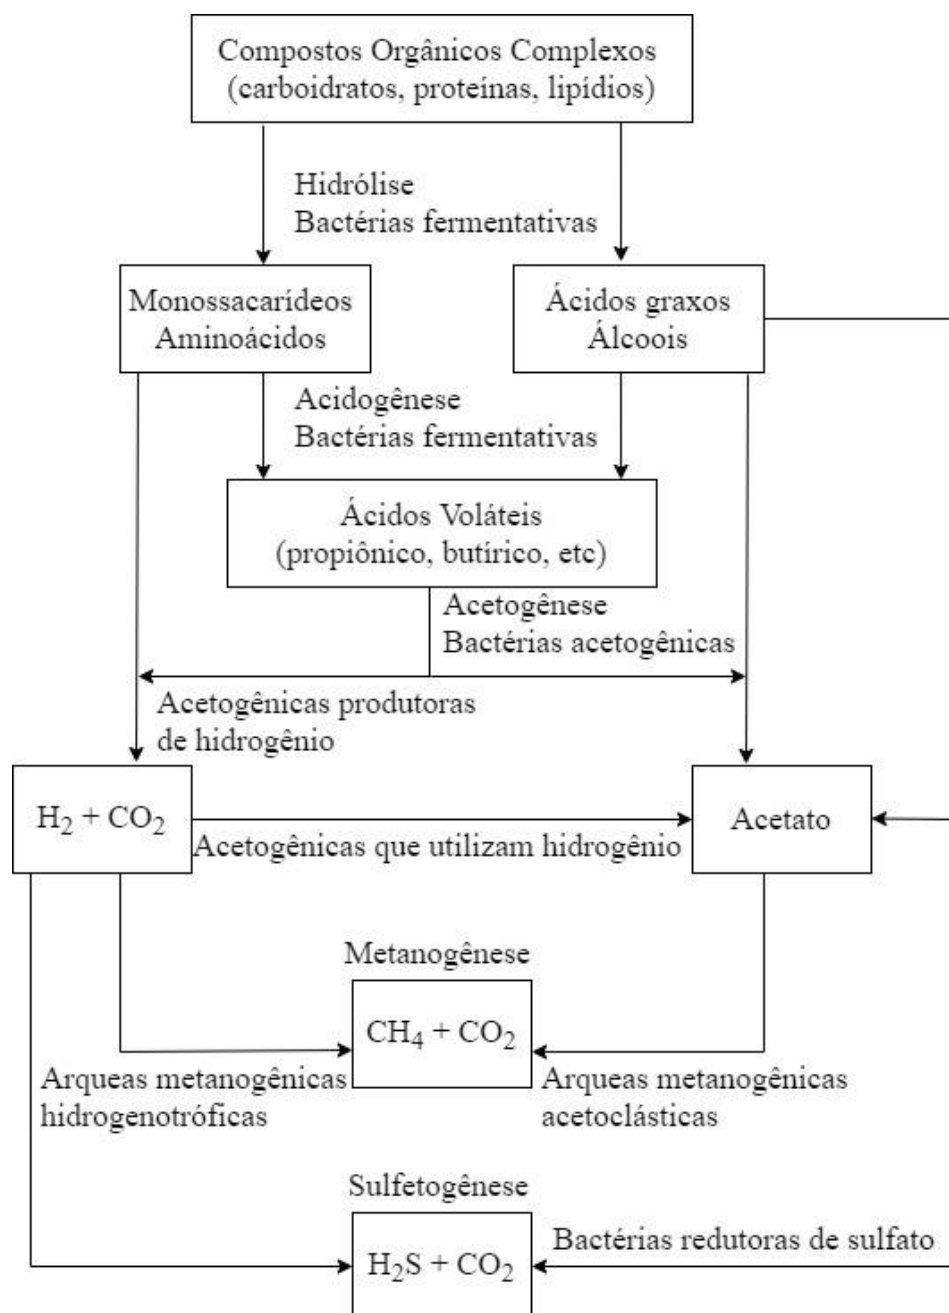 Compostos Orgânicos Complexos
(carboidratos, proteínas, lipídios)
Hidrólise
Bactérias fermentativas
Monossacarídeos
Aminoácidos
Ácidos graxos
Álcoois
Acidogênese
Bactérias fermentativas
Ácidos Voláteis
(propiônico, butírico, etc)
Acetogênese
Bactérias acetogênicas
Acetogênicas produtoras
de hidrogênio
H₂ + CO₂
Acetato
Acetogênicas que utilizam hidrogênio
Metanogênese
CH₄ + CO₂
Arqueas metanogênicas
hidrogenotróficas
Arqueas metanogênicas
acetoclásticas
Sulfetogênese
Bactérias redutoras de sulfato
H₂S + CO₂